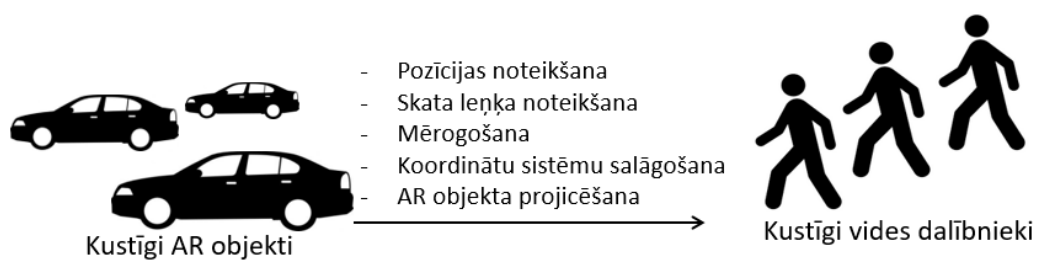 - Pozīcijas noteikšana
- Skata leņķa noteikšana
- Mērogošana
- Koordinātu sistēmu salāgošana
- AR objekta projicēšana
Kustīgi AR objekti
Kustīgi vides dalībnieki